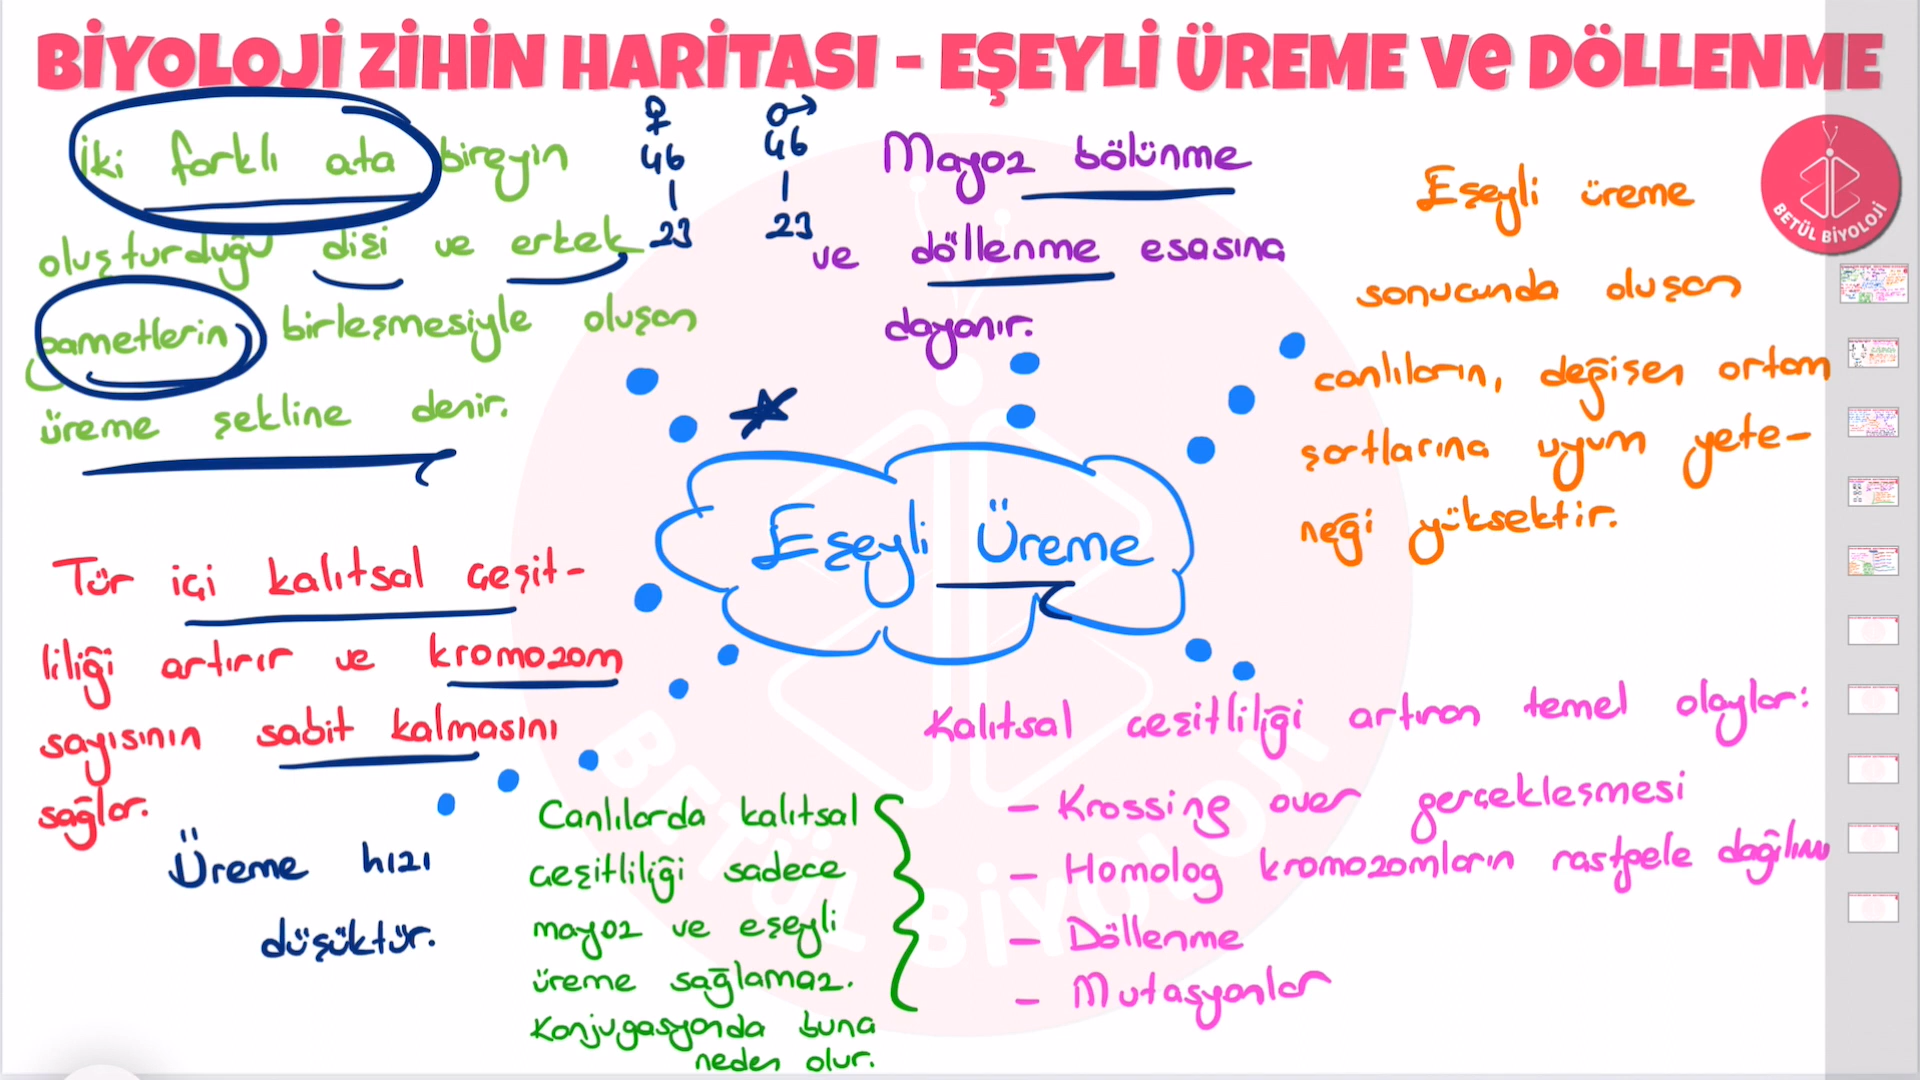 BİYOLOJİ ZİHİN HARİTASI - EŞEYLİ ÜREME Ve DÖLLENME
İki farklı ata bireyin
oluşturduğu dişi ve erkek
gametlerin birleşmesiyle oluşan
üreme şekline denir.
♀ ♂
46 46
23 23
Mayoz bölünme
ve döllenme esasına
dayanır.
Eşeyli üreme
sonucunda oluşan
canlıların, değişen ortam
şartlarına uyum yete-
neği yüksektir.
BETÜL BİYOLOJİ
Eşeyli Üreme
Tür içi kalıtsal çeşit-
liliği artırır ve kromozom
sayısının sabit kalmasını
sağlar.
Üreme hızı
düşüktür.
Canlılarda kalıtsal
çeşitliliği sadece
mayoz ve eşeyli
üreme sağlamaz.
Konjugasyonda buna
neden olur.
Kalıtsal çeşitliliği artıran temel olaylar:
- Krossing over gerçekleşmesi
- Homolog kromozomların rastgele dağılımı
- Döllenme
- Mutasyonlar
BETÜL BİYOLOJİ